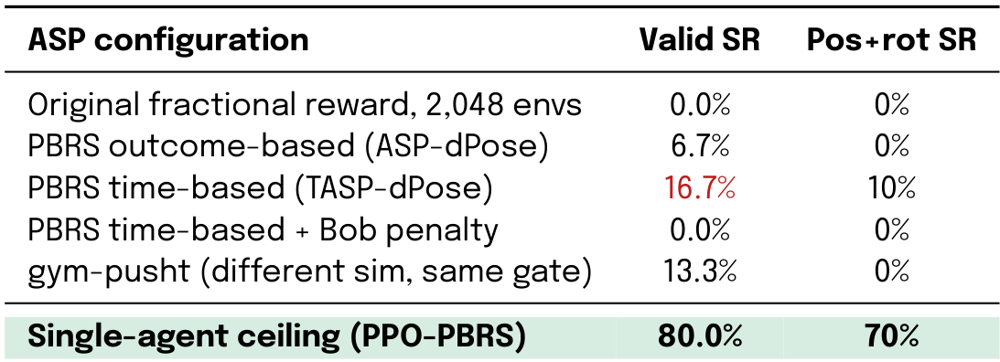 ASP configuration Valid SR Pos+rot SR
Original fractional reward, 2,048 envs 0.0% 0%
PBRS outcome-based (ASP-dPose) 6.7% 0%
PBRS time-based (TASP-dPose) 16.7% 10%
PBRS time-based + Bob penalty 0.0% 0%
gym-pusht (different sim, same gate) 13.3% 0%
Single-agent ceiling (PPO-PBRS) 80.0% 70%